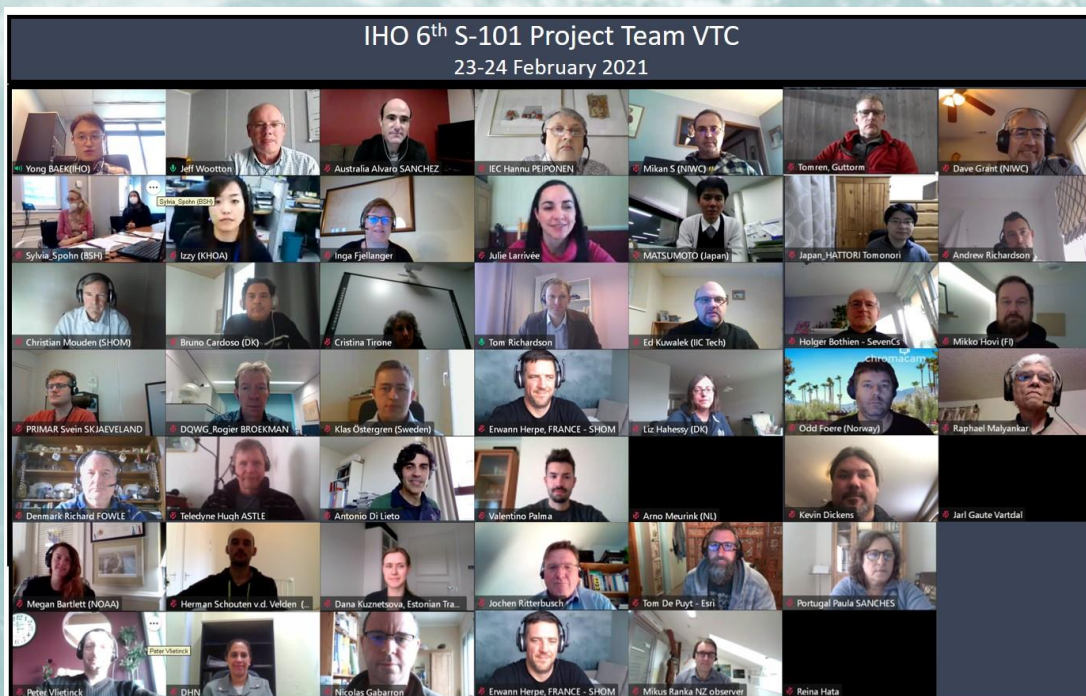 IHO 6th S-101 Project Team VTC
23-24 February 2021
Yong BAEK(IHO)
Jeff Wootton
Australia Alvaro SANCHEZ
IEC Hannu PEIPONEN
Mikan S (NIWC)
Tomren, Guttorm
Dave Grant (NIWC)
Sylvia_Spohn (BSH)
Sylvia_Spohn (BSH)
Izzy (KHOA)
Inga Fjellanger
Julie Larrivée
MATSUMOTO (Japan)
Japan_HATTORI Tomonori
Andrew Richardson
Christian Mouden (SHOM)
Bruno Cardoso (DK)
Cristina Tirone
Tom Richardson
Ed Kuwalek (IIC Tech)
Holger Bothien - SevenCs
Mikko Hovi (FI)
chromacam
PRIMAR Svein SKJAEVELAND
DQWG_Rogier BROEKMAN
Klas Östergren (Sweden)
Erwann Herpe, FRANCE - SHOM
Liz Hahessy (DK)
Odd Foere (Norway)
Raphael Malyankar
Denmark Richard FOWLE
Teledyne Hugh ASTLE
Antonio Di Lieto
Valentino Palma
Arno Meurink (NL)
Kevin Dickens
Jarl Gaute Vartdal
Megan Bartlett (NOAA)
Herman Schouten v.d. Velden (...
Dana Kuznetsova, Estonian Tra...
Jochen Ritterbusch
Tom De Puyt - Esri
Portugal Paula SANCHES
Peter Vlietinck
Peter Vlietinck
DHN
Nicolas Gabarron
Erwann Herpe, FRANCE - SHOM
Mikus Ranka NZ observer
Reina Hata